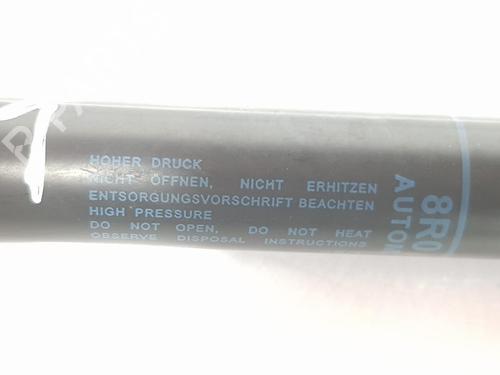 HOHER DRUCK
NICHT ÖFFNEN, NICHT ERHITZEN
ENTSORGUNGSVORSCHRIFT BEACHTEN
HIGH PRESSURE
DO NOT OPEN, DO NOT HEAT
OBSERVE DISPOSAL INSTRUCTIONS
8R0
AUTOM